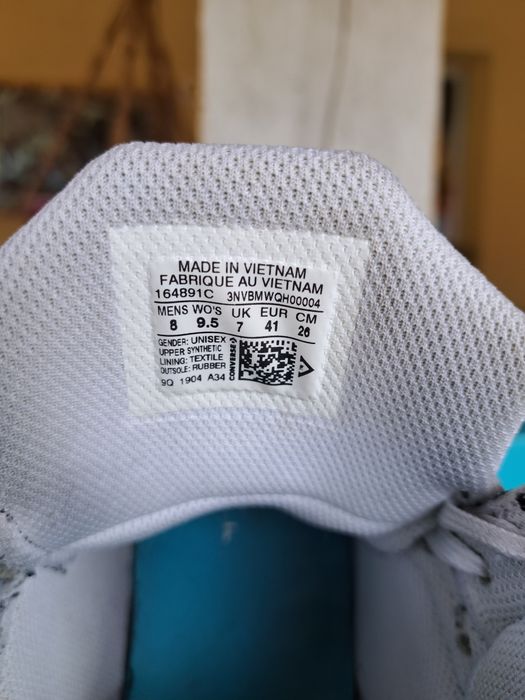 MADE IN VIETNAM
FABRIQUE AU VIETNAM
164891C 3NVBMWQH00004
MENS WO'S UK EUR CM
8 9.5 7 41 26
GENDER: UNISEX
UPPER SYNTHETIC
LINING: TEXTILE
OUTSOLE: RUBBER
9Q 1904 A34
CONVERSE